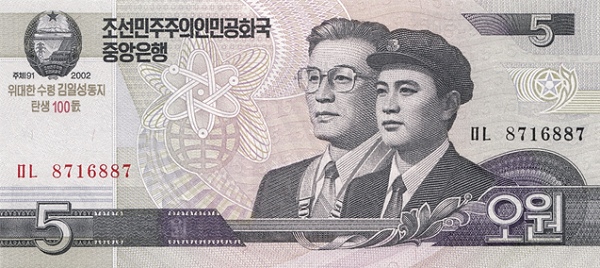 조선민주주의인민공화국
중앙은행
주체91 2002
위대한 수령 김일성동지
탄생 100돐
5
ㅁㄴ 8716887
ㅁㄴ 8716887
5
오원